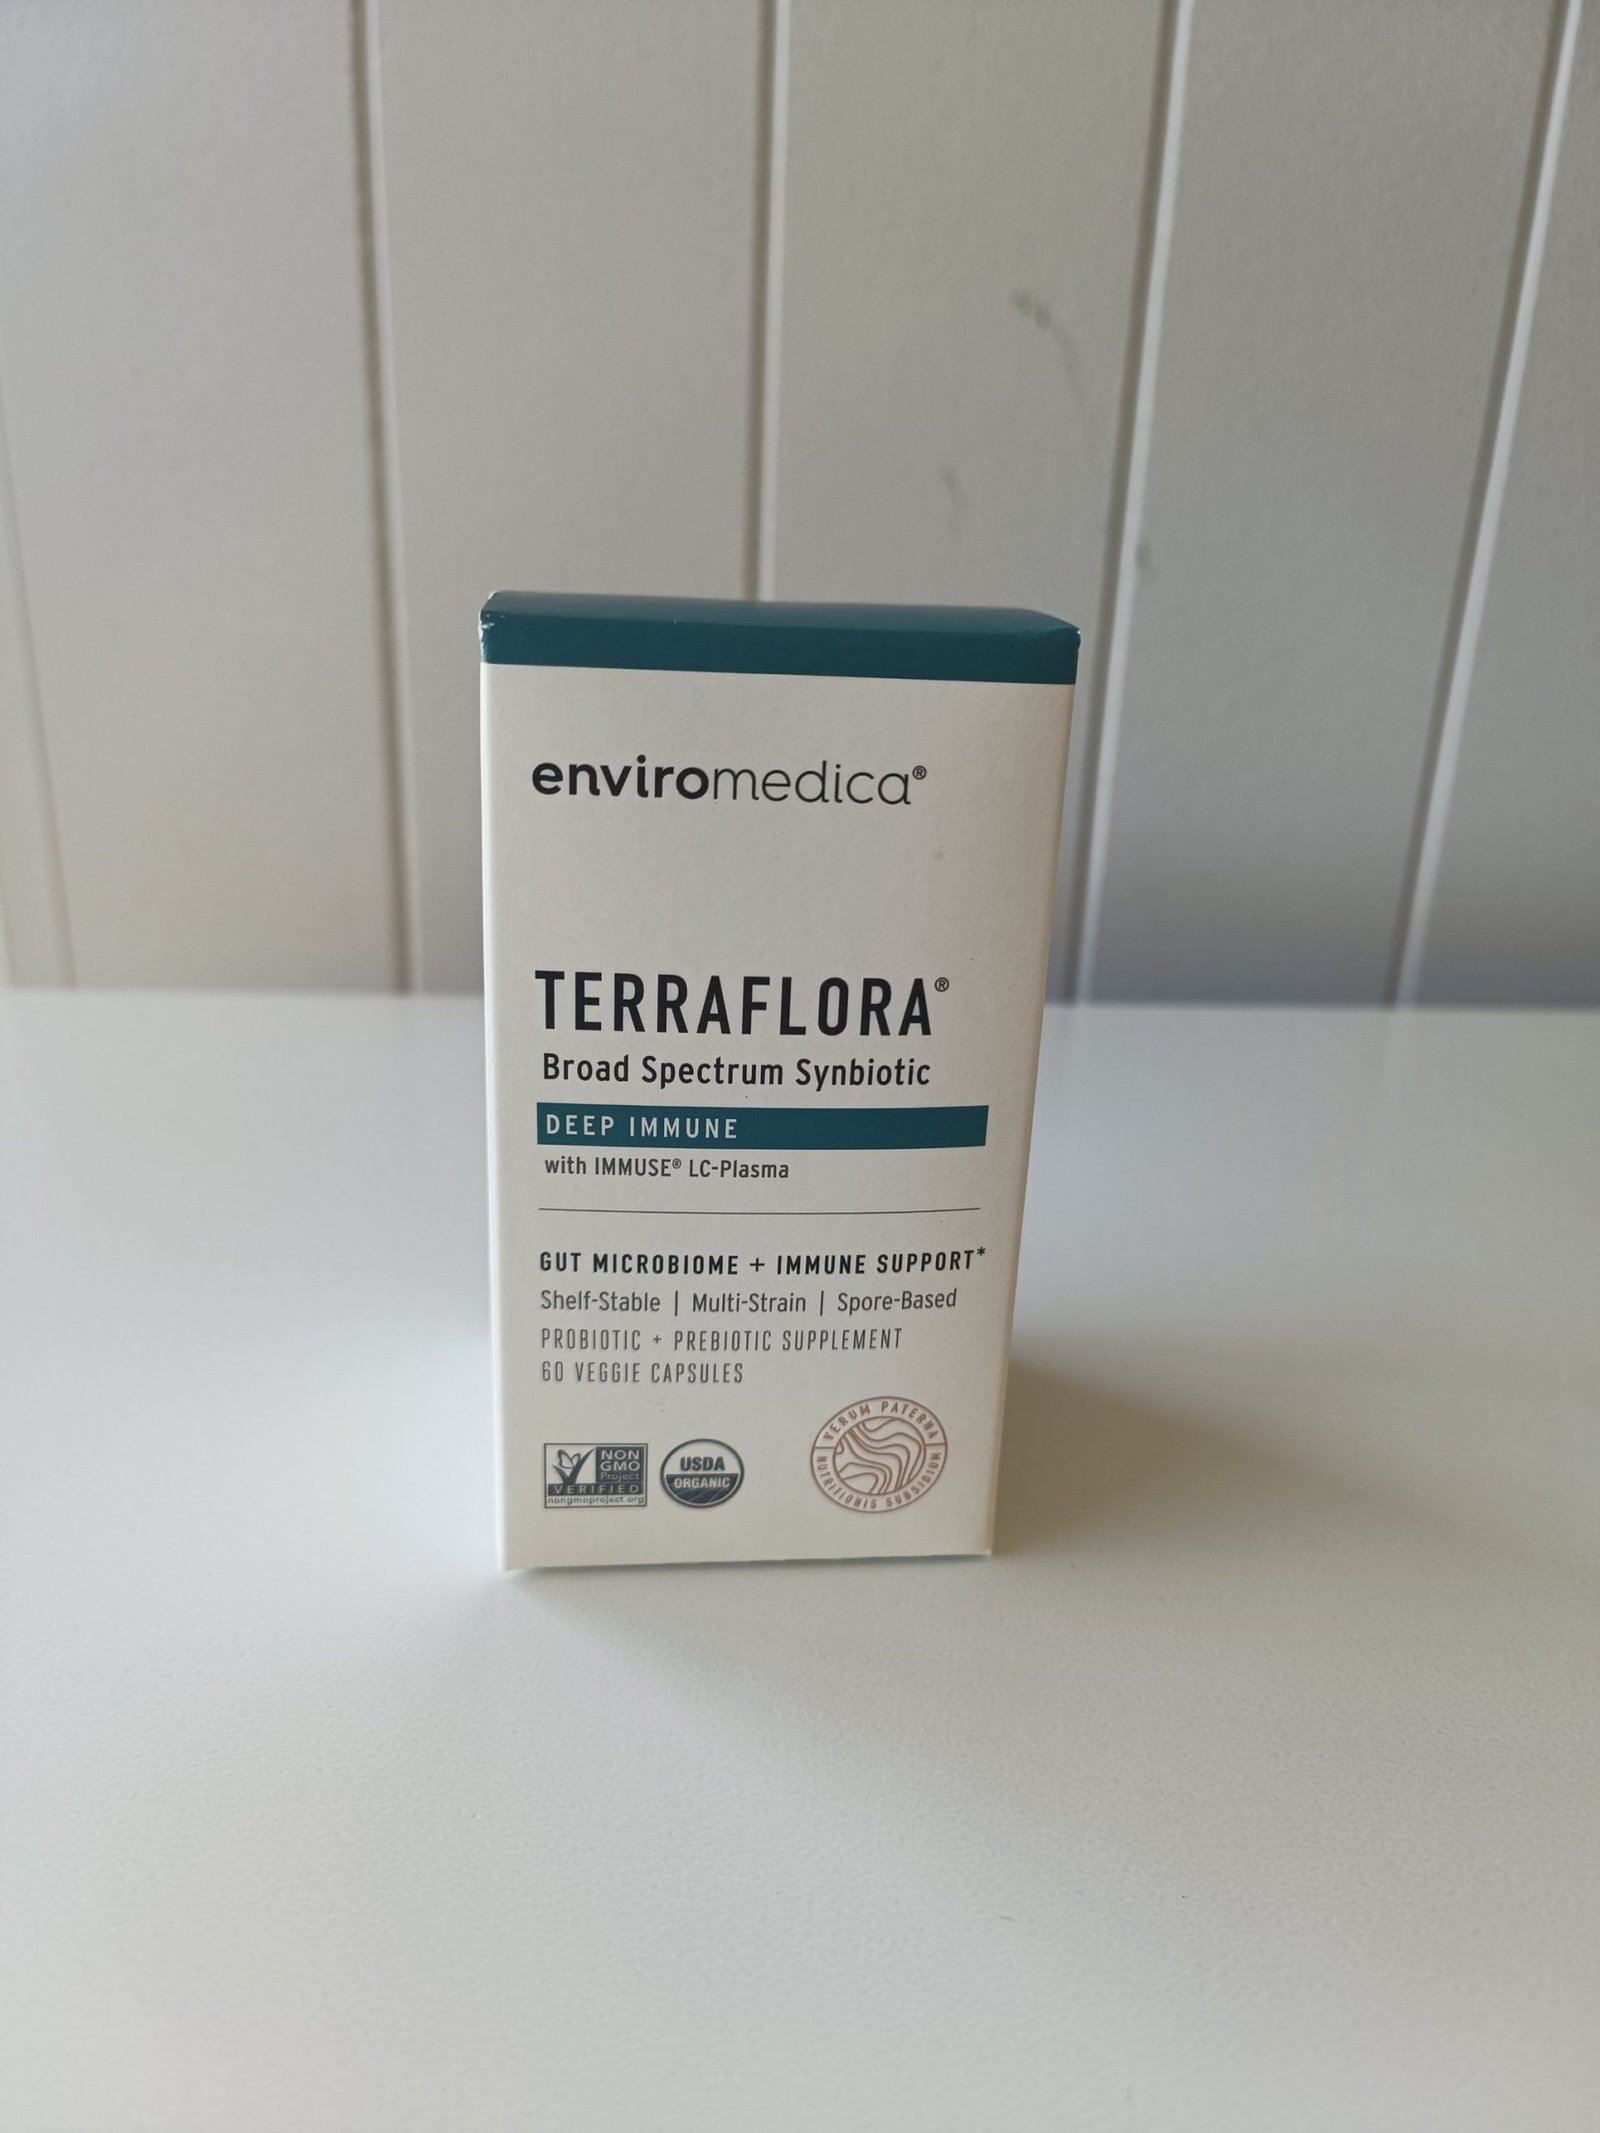 enviromedica®
TERRAFLORA®
Broad Spectrum Synbiotic
DEEP IMMUNE
with IMMUSE® LC-Plasma
GUT MICROBIOME + IMMUNE SUPPORT*
Shelf-Stable | Multi-Strain | Spore-Based
PROBIOTIC + PREBIOTIC SUPPLEMENT
60 VEGGIE CAPSULES
NON
GMO
Project
VERIFIED
nongmoproject.org
USDA
ORGANIC
VERUM PATERNA
NUTRITIONIS SUBSIDIUM